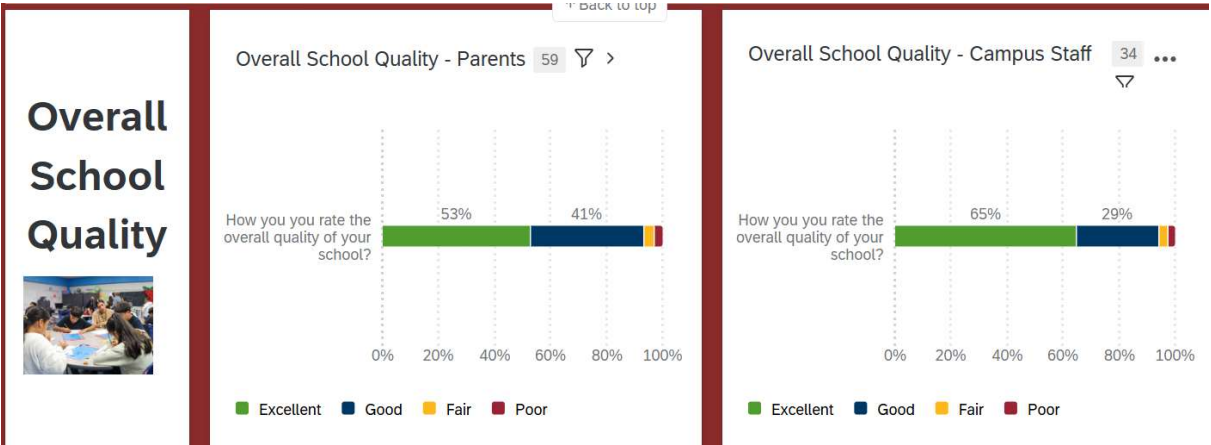 ↑ Back to top
Overall
School
Quality
Overall School Quality - Parents 59
How you you rate the
overall quality of your
school?
53% 41%
0% 20% 40% 60% 80% 100%
Excellent Good Fair Poor
Overall School Quality - Campus Staff 34
How you you rate the
overall quality of your
school?
65% 29%
0% 20% 40% 60% 80% 100%
Excellent Good Fair Poor